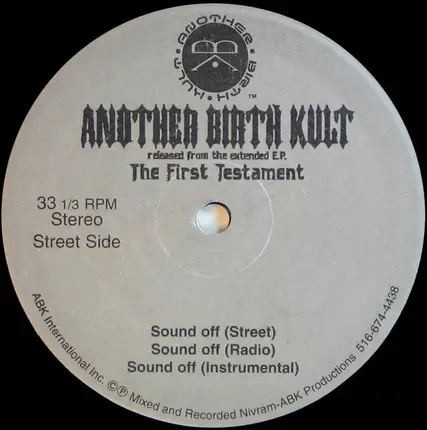 ANOTHER · BIRTH · KULT ·
TM
ANOTHER BIRTH KULT
released from the extended E.P.
The First Testament
33 1/3 RPM
Stereo
Street Side
Sound off (Street)
Sound off (Radio)
Sound off (Instrumental)
ABK International Inc. ©℗ Mixed and Recorded Nivram-ABK Productions 516-674-4438